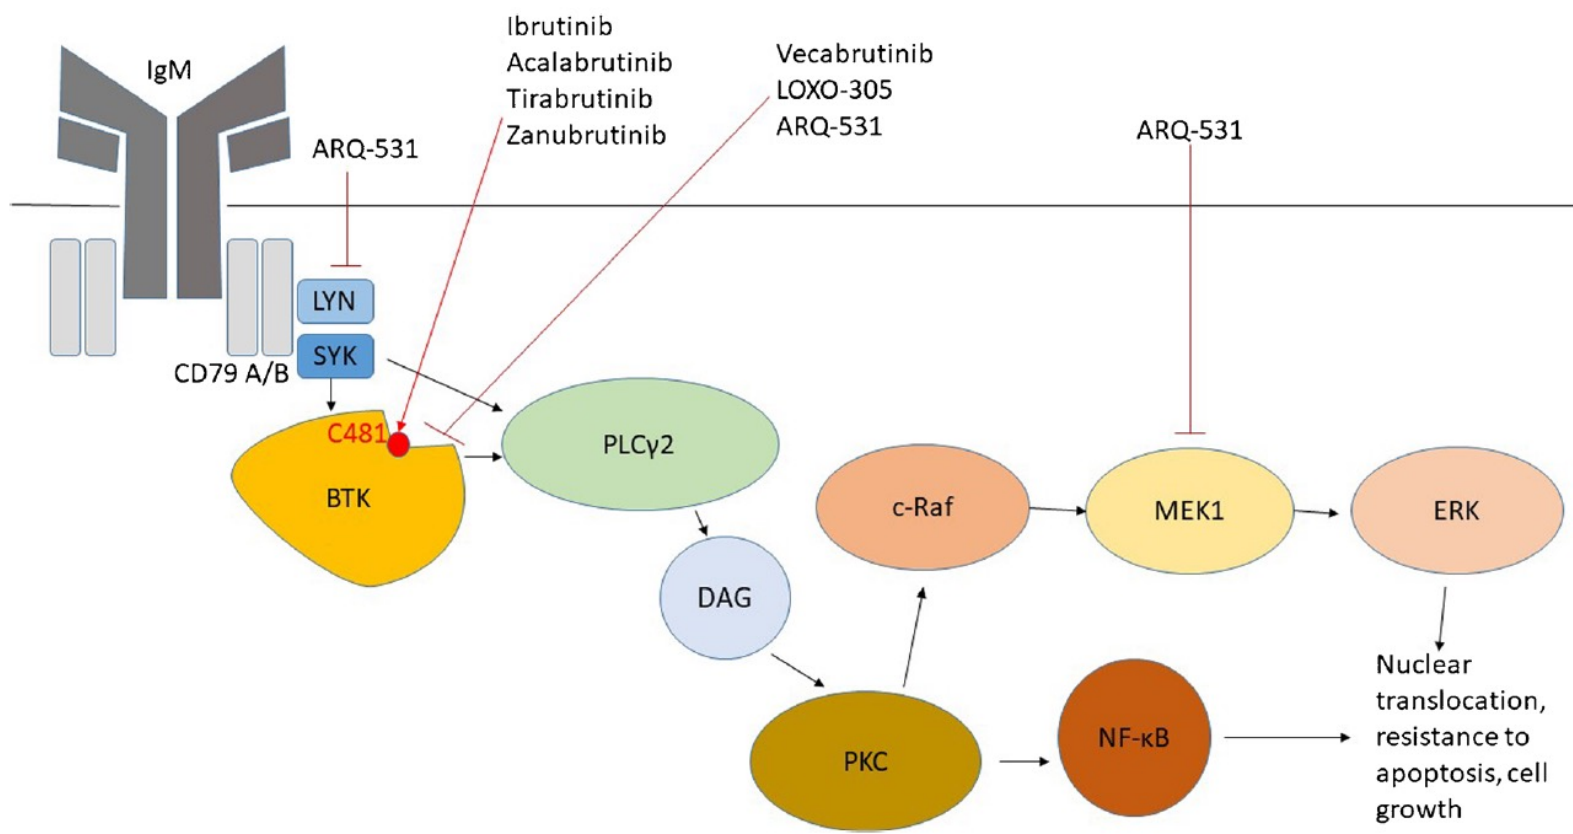 Ibrutinib
Acalabrutinib
Tirabrutinib
Zanubrutinib
Vecabrutinib
LOXO-305
ARQ-531
IgM
ARQ-531
ARQ-531
LYN
SYK
CD79 A/B
C481
BTK
PLCγ2
c-Raf
MEK1
ERK
DAG
PKC
NF-κB
Nuclear
translocation,
resistance to
apoptosis, cell
growth